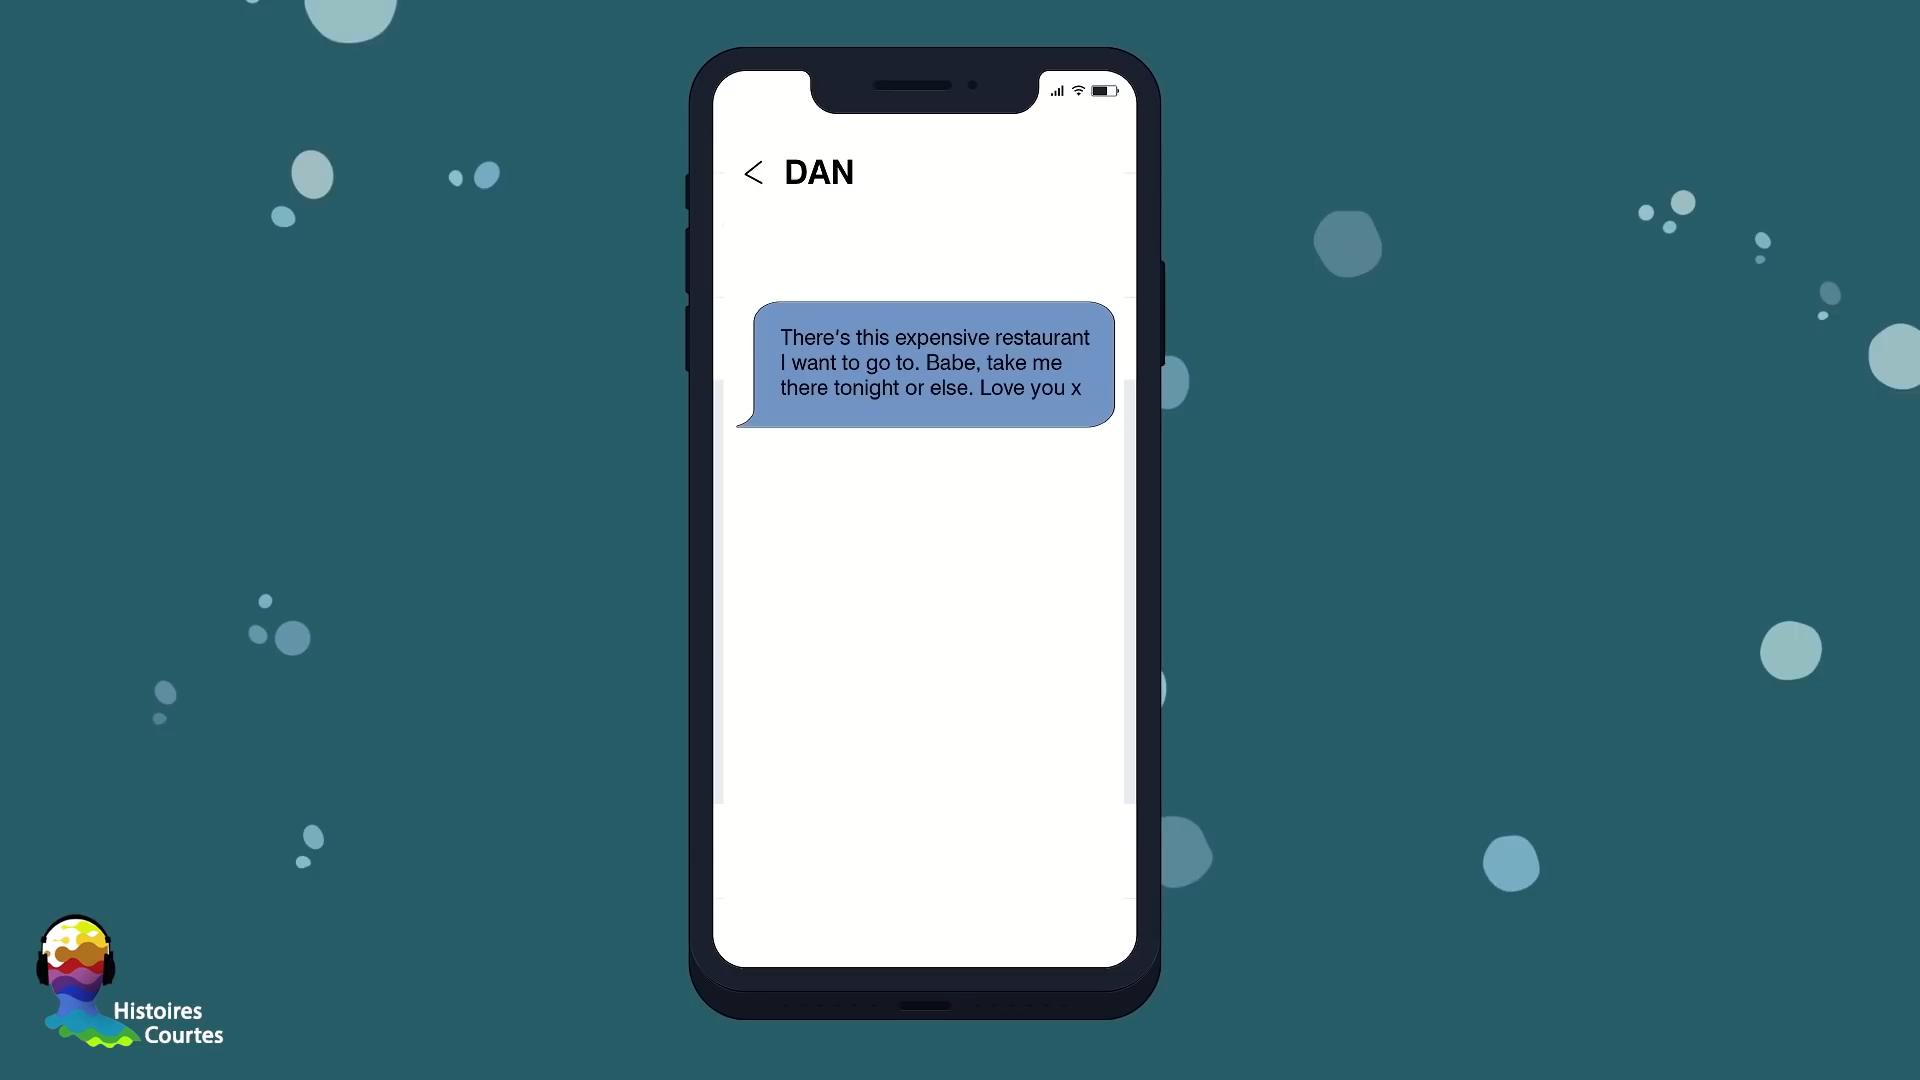 DAN
There's this expensive restaurant
I want to go to. Babe, take me
there tonight or else. Love you x
Histoires
Courtes